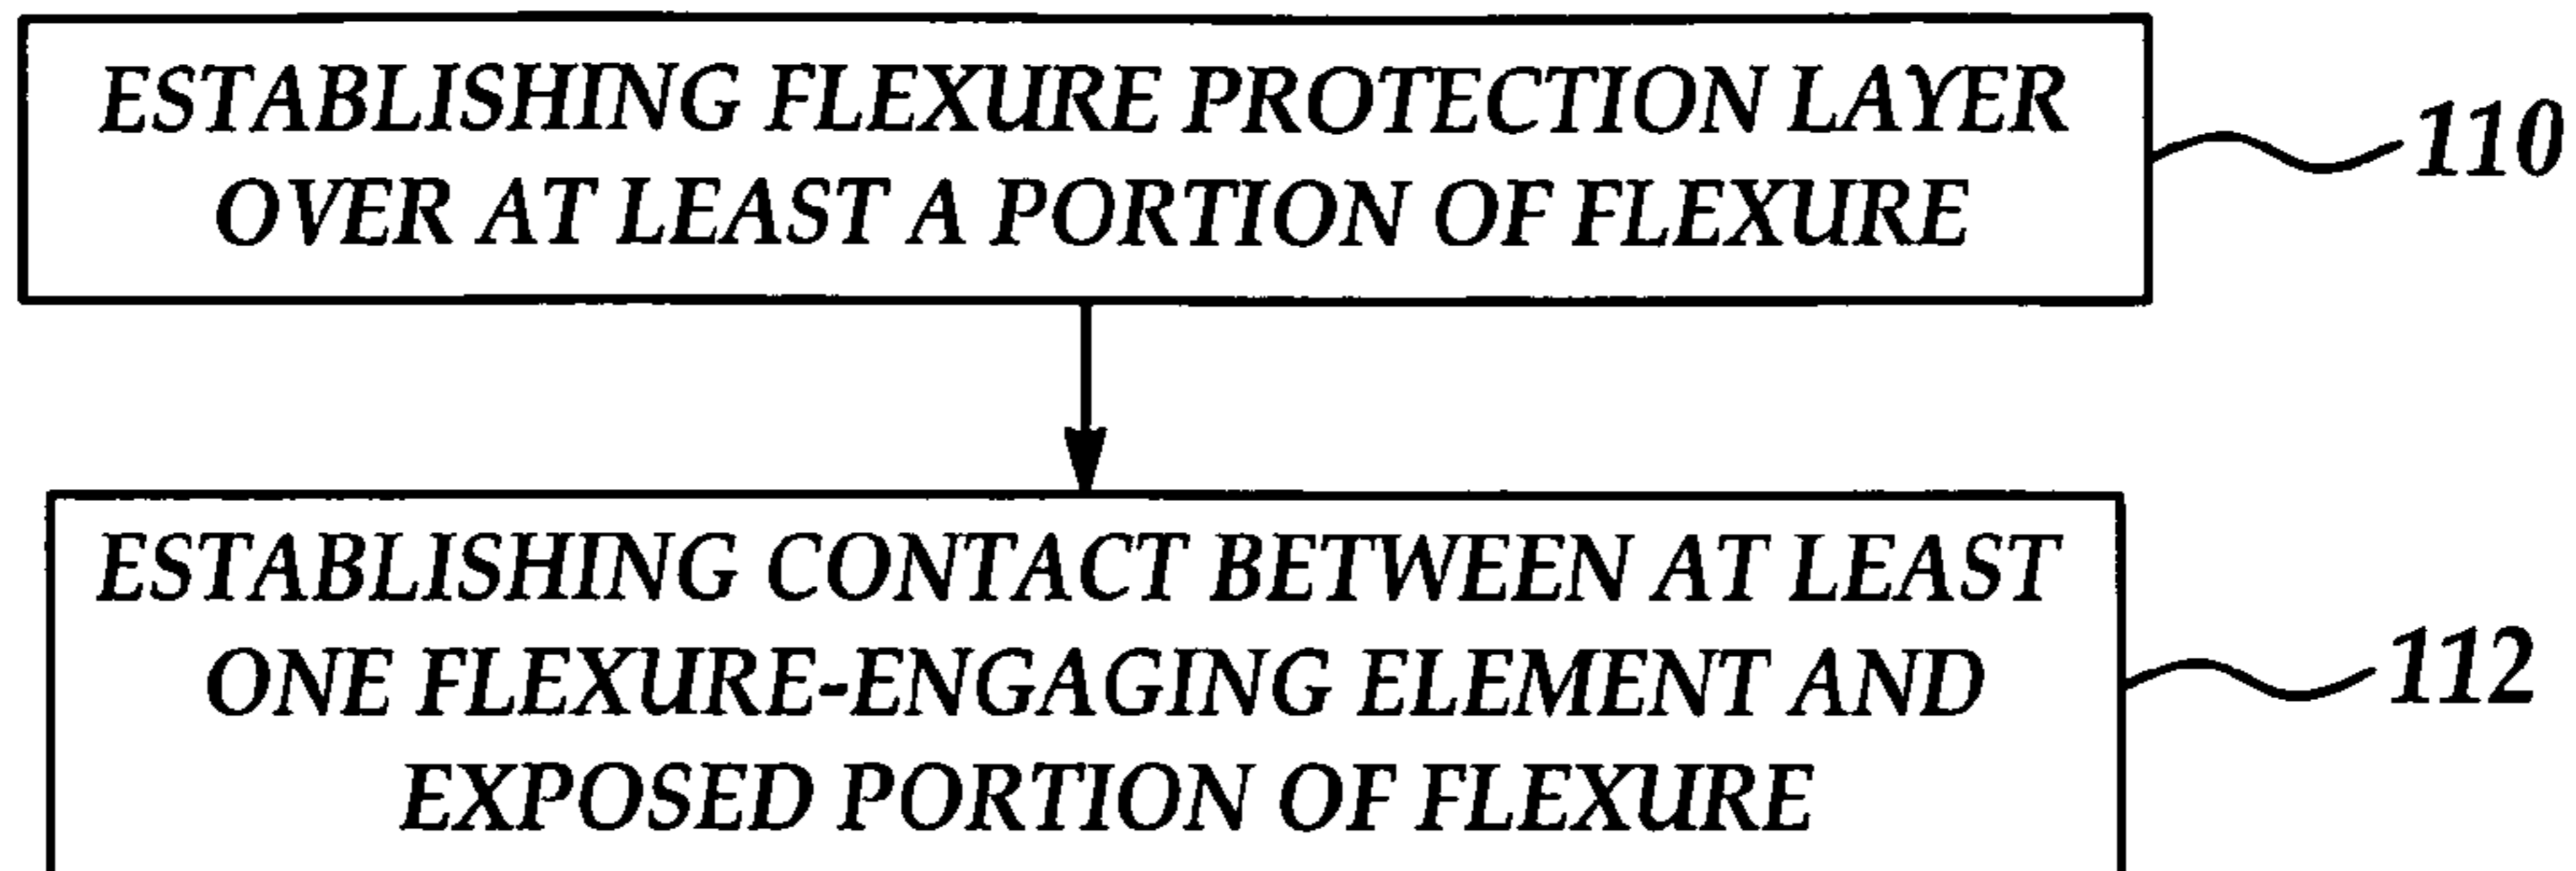 ESTABLISHING FLEXURE PROTECTION LAYER
OVER AT LEAST A PORTION OF FLEXURE
110
ESTABLISHING CONTACT BETWEEN AT LEAST
ONE FLEXURE-ENGAGING ELEMENT AND
EXPOSED PORTION OF FLEXURE
112